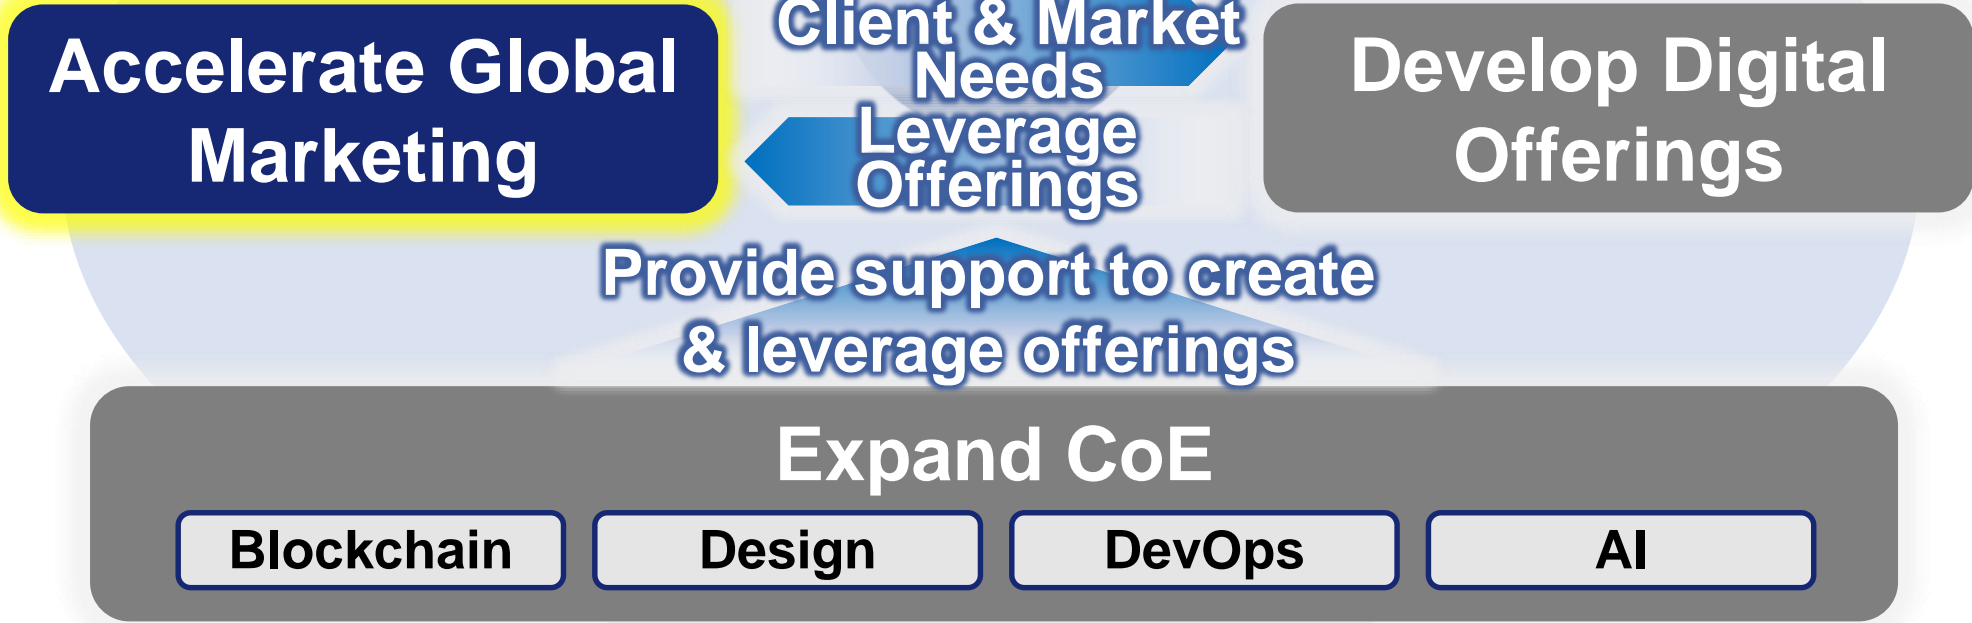 Accelerate Global
Marketing
Client & Market
Needs
Leverage
Offerings
Develop Digital
Offerings
Provide support to create
& leverage offerings
Expand CoE
Blockchain
Design
DevOps
AI